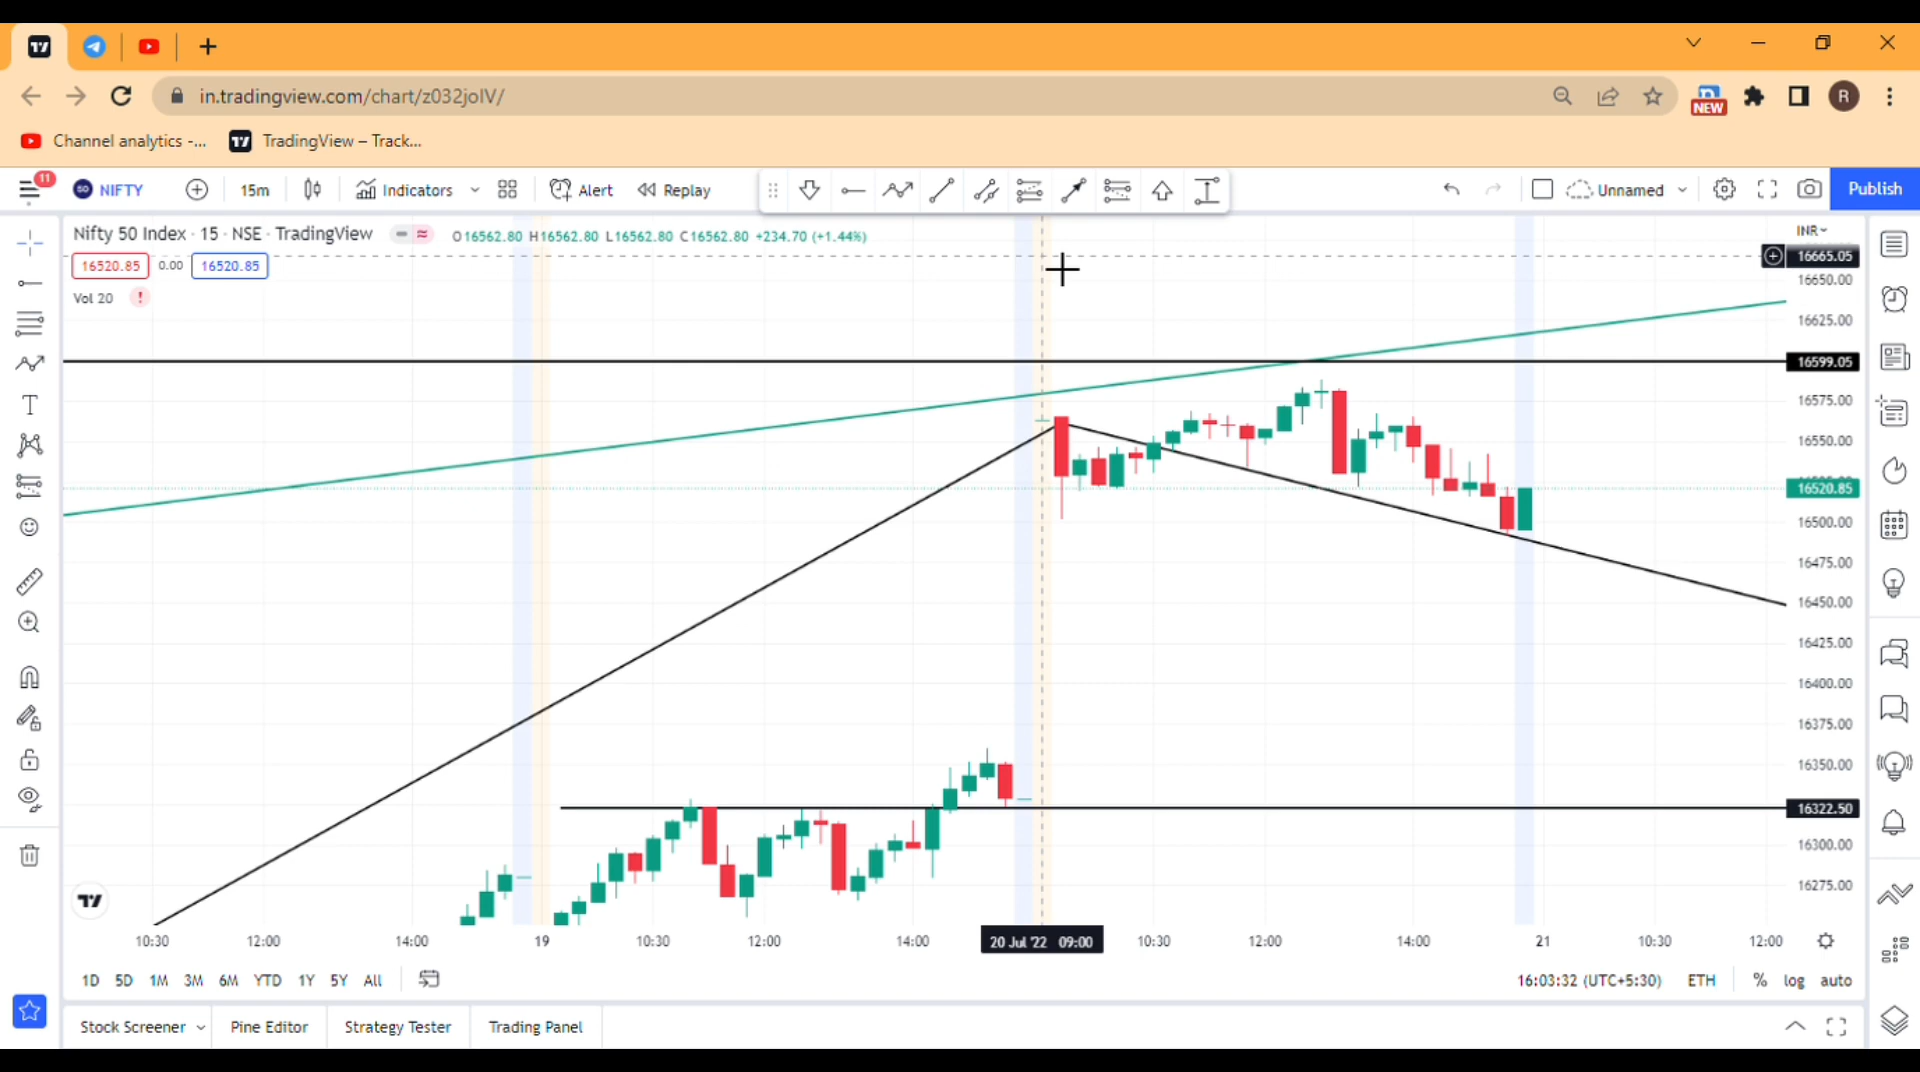 in.tradingview.com/chart/z032joIV/
NEW
R
Channel analytics -...
TradingView – Track...
11
50
NIFTY
15m
Indicators
Alert
Replay
Unnamed
Publish
Nifty 50 Index · 15 · NSE · TradingView
O16562.80 H16562.80 L16562.80 C16562.80 +234.70 (+1.44%)
INR
16520.85
0.00
16520.85
Vol 20
!
16665.05
16650.00
16625.00
16599.05
16575.00
16550.00
16520.85
16500.00
16475.00
16450.00
16425.00
16400.00
16375.00
16350.00
16322.50
16300.00
16275.00
10:30
12:00
14:00
19
10:30
12:00
14:00
20 Jul '22 09:00
10:30
12:00
14:00
21
10:30
12:00
1D
5D
1M
3M
6M
YTD
1Y
5Y
All
16:03:32 (UTC+5:30)
ETH
%
log
auto
Stock Screener
Pine Editor
Strategy Tester
Trading Panel